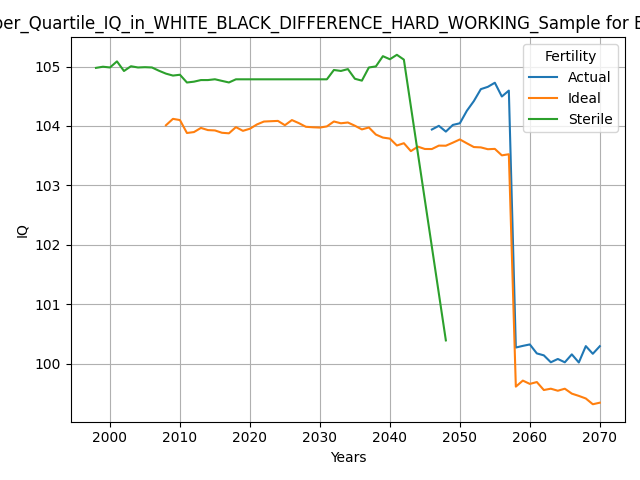 per_Quartile_IQ_in_WHITE_BLACK_DIFFERENCE_HARD_WORKING_Sample for
Fertility
Actual
Ideal
Sterile
105
104
103
102
101
100
IQ
2000 2010 2020 2030 2040 2050 2060 2070
Years